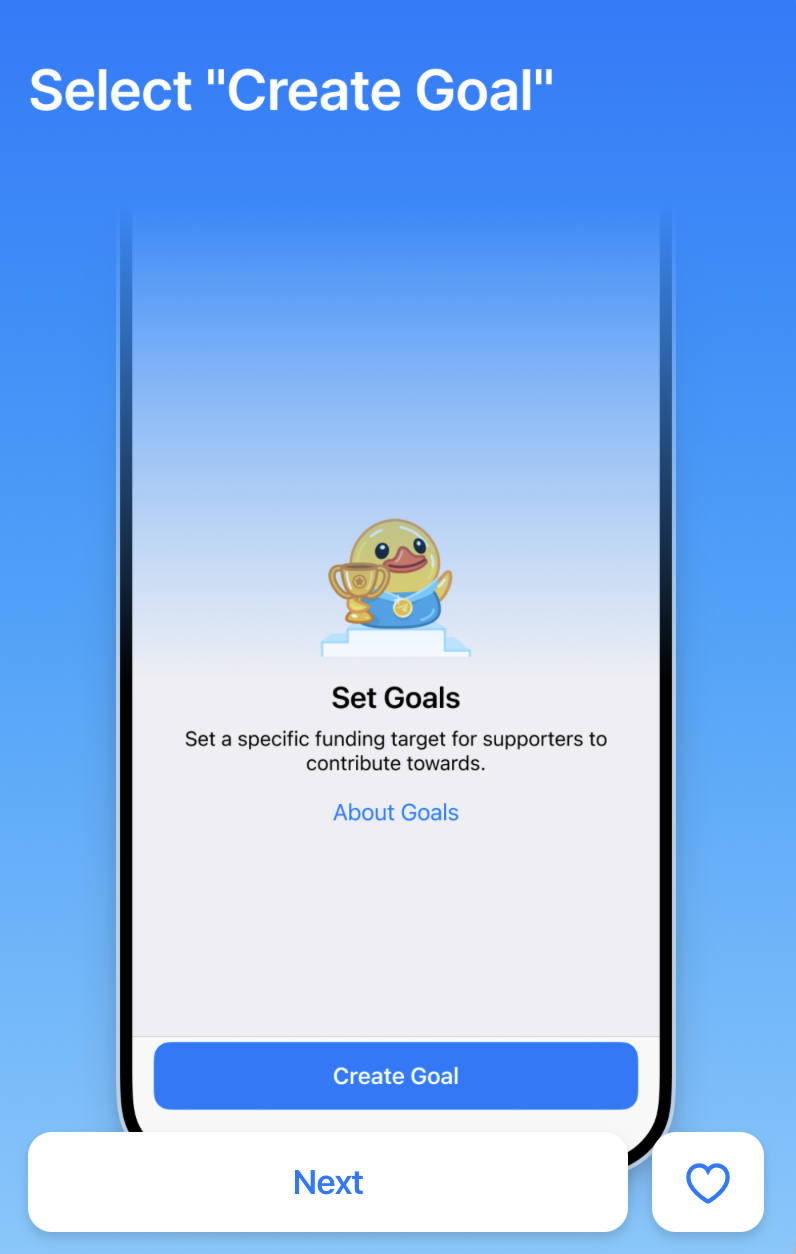 Select "Create Goal"
Set Goals
Set a specific funding target for supporters to
contribute towards.
About Goals
Create Goal
Next